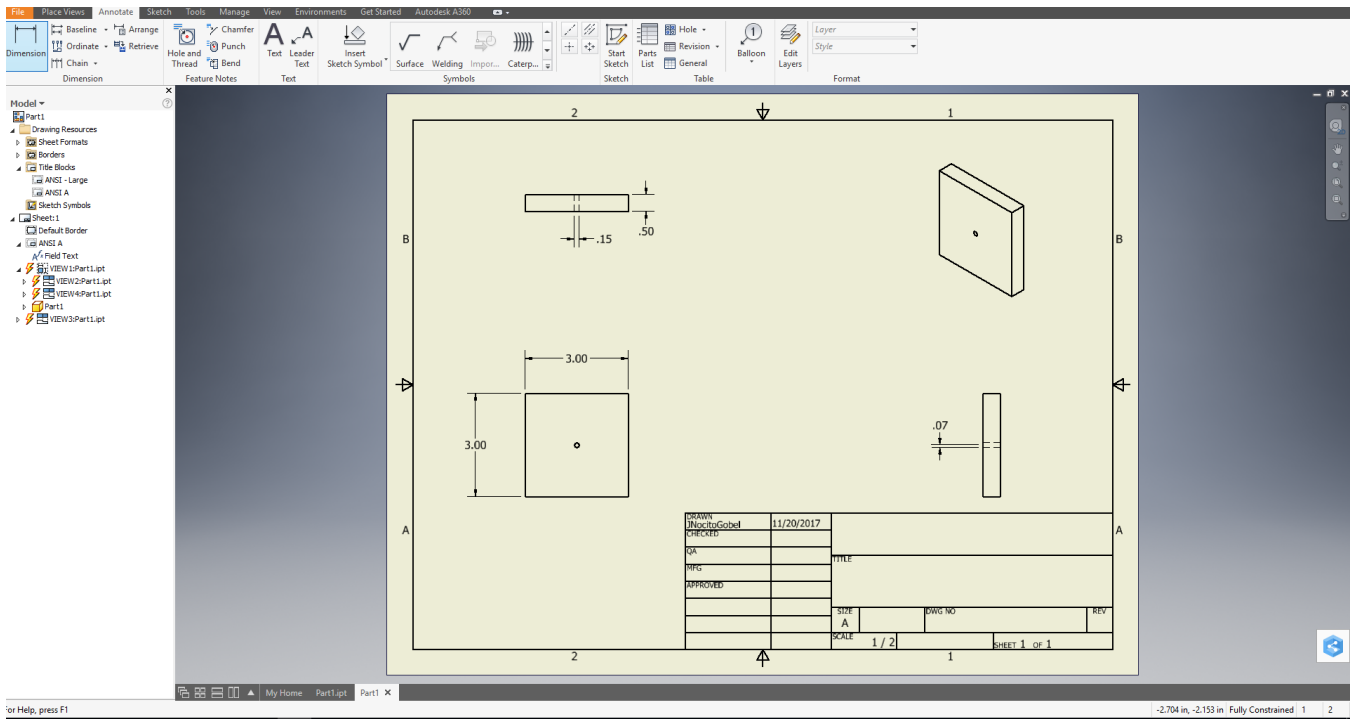 File Place Views Annotate Sketch Tools Manage View Environments Get Started Autodesk A360
Baseline Arrange Chamfer Hole Layer
Ordinate Retrieve Punch Revision Style
Chain Bend General
Dimension Hole and Thread Text Leader Text Insert Sketch Symbol Surface Welding Impor... Caterp... Start Sketch Parts List Balloon Edit Layers
Dimension Feature Notes Text Symbols Sketch Table Format
Model
Part1
Drawing Resources
Sheet Formats
Borders
Title Blocks
ANSI - Large
ANSI A
Sketch Symbols
Sheet:1
Default Border
ANSI A
Field Text
VIEW1:Part1.ipt
VIEW2:Part1.ipt
VIEW4:Part1.ipt
Part1
VIEW3:Part1.ipt
2 1
.50
B .15 B
3.00
.07
3.00
A A
DRAWN
JNocitoGobel 11/20/2017
CHECKED
QA
TITLE
MFG
APPROVED
SIZE DWG NO REV
A
SCALE 1 / 2 SHEET 1 OF 1
2 1
My Home Part1.ipt Part1
For Help, press F1 -2.704 in, -2.153 in Fully Constrained 1 2